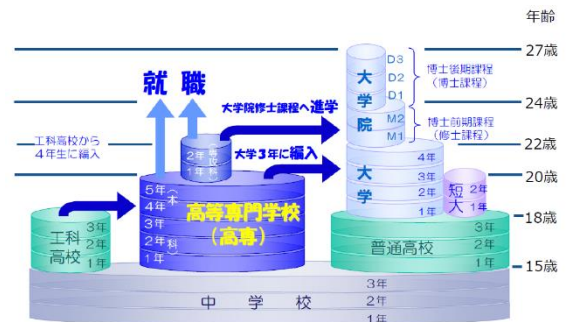 年齢
27歳
24歳
22歳
20歳
18歳
15歳
就職
大学院修士課程へ進学
大学3年に編入
工科高校から
4年生に編入
大学院
D3
D2
D1
M2
M1
博士後期課程
(博士課程)
博士前期課程
(修士課程)
大学
4年
3年
2年
1年
短大
2年
1年
(専攻科)
2年
1年
5年
4年
3年
2年
1年
(本科)
高等専門学校
(高専)
工科
高校
3年
2年
1年
普通高校
3年
2年
1年
中学校
3年
2年
1年